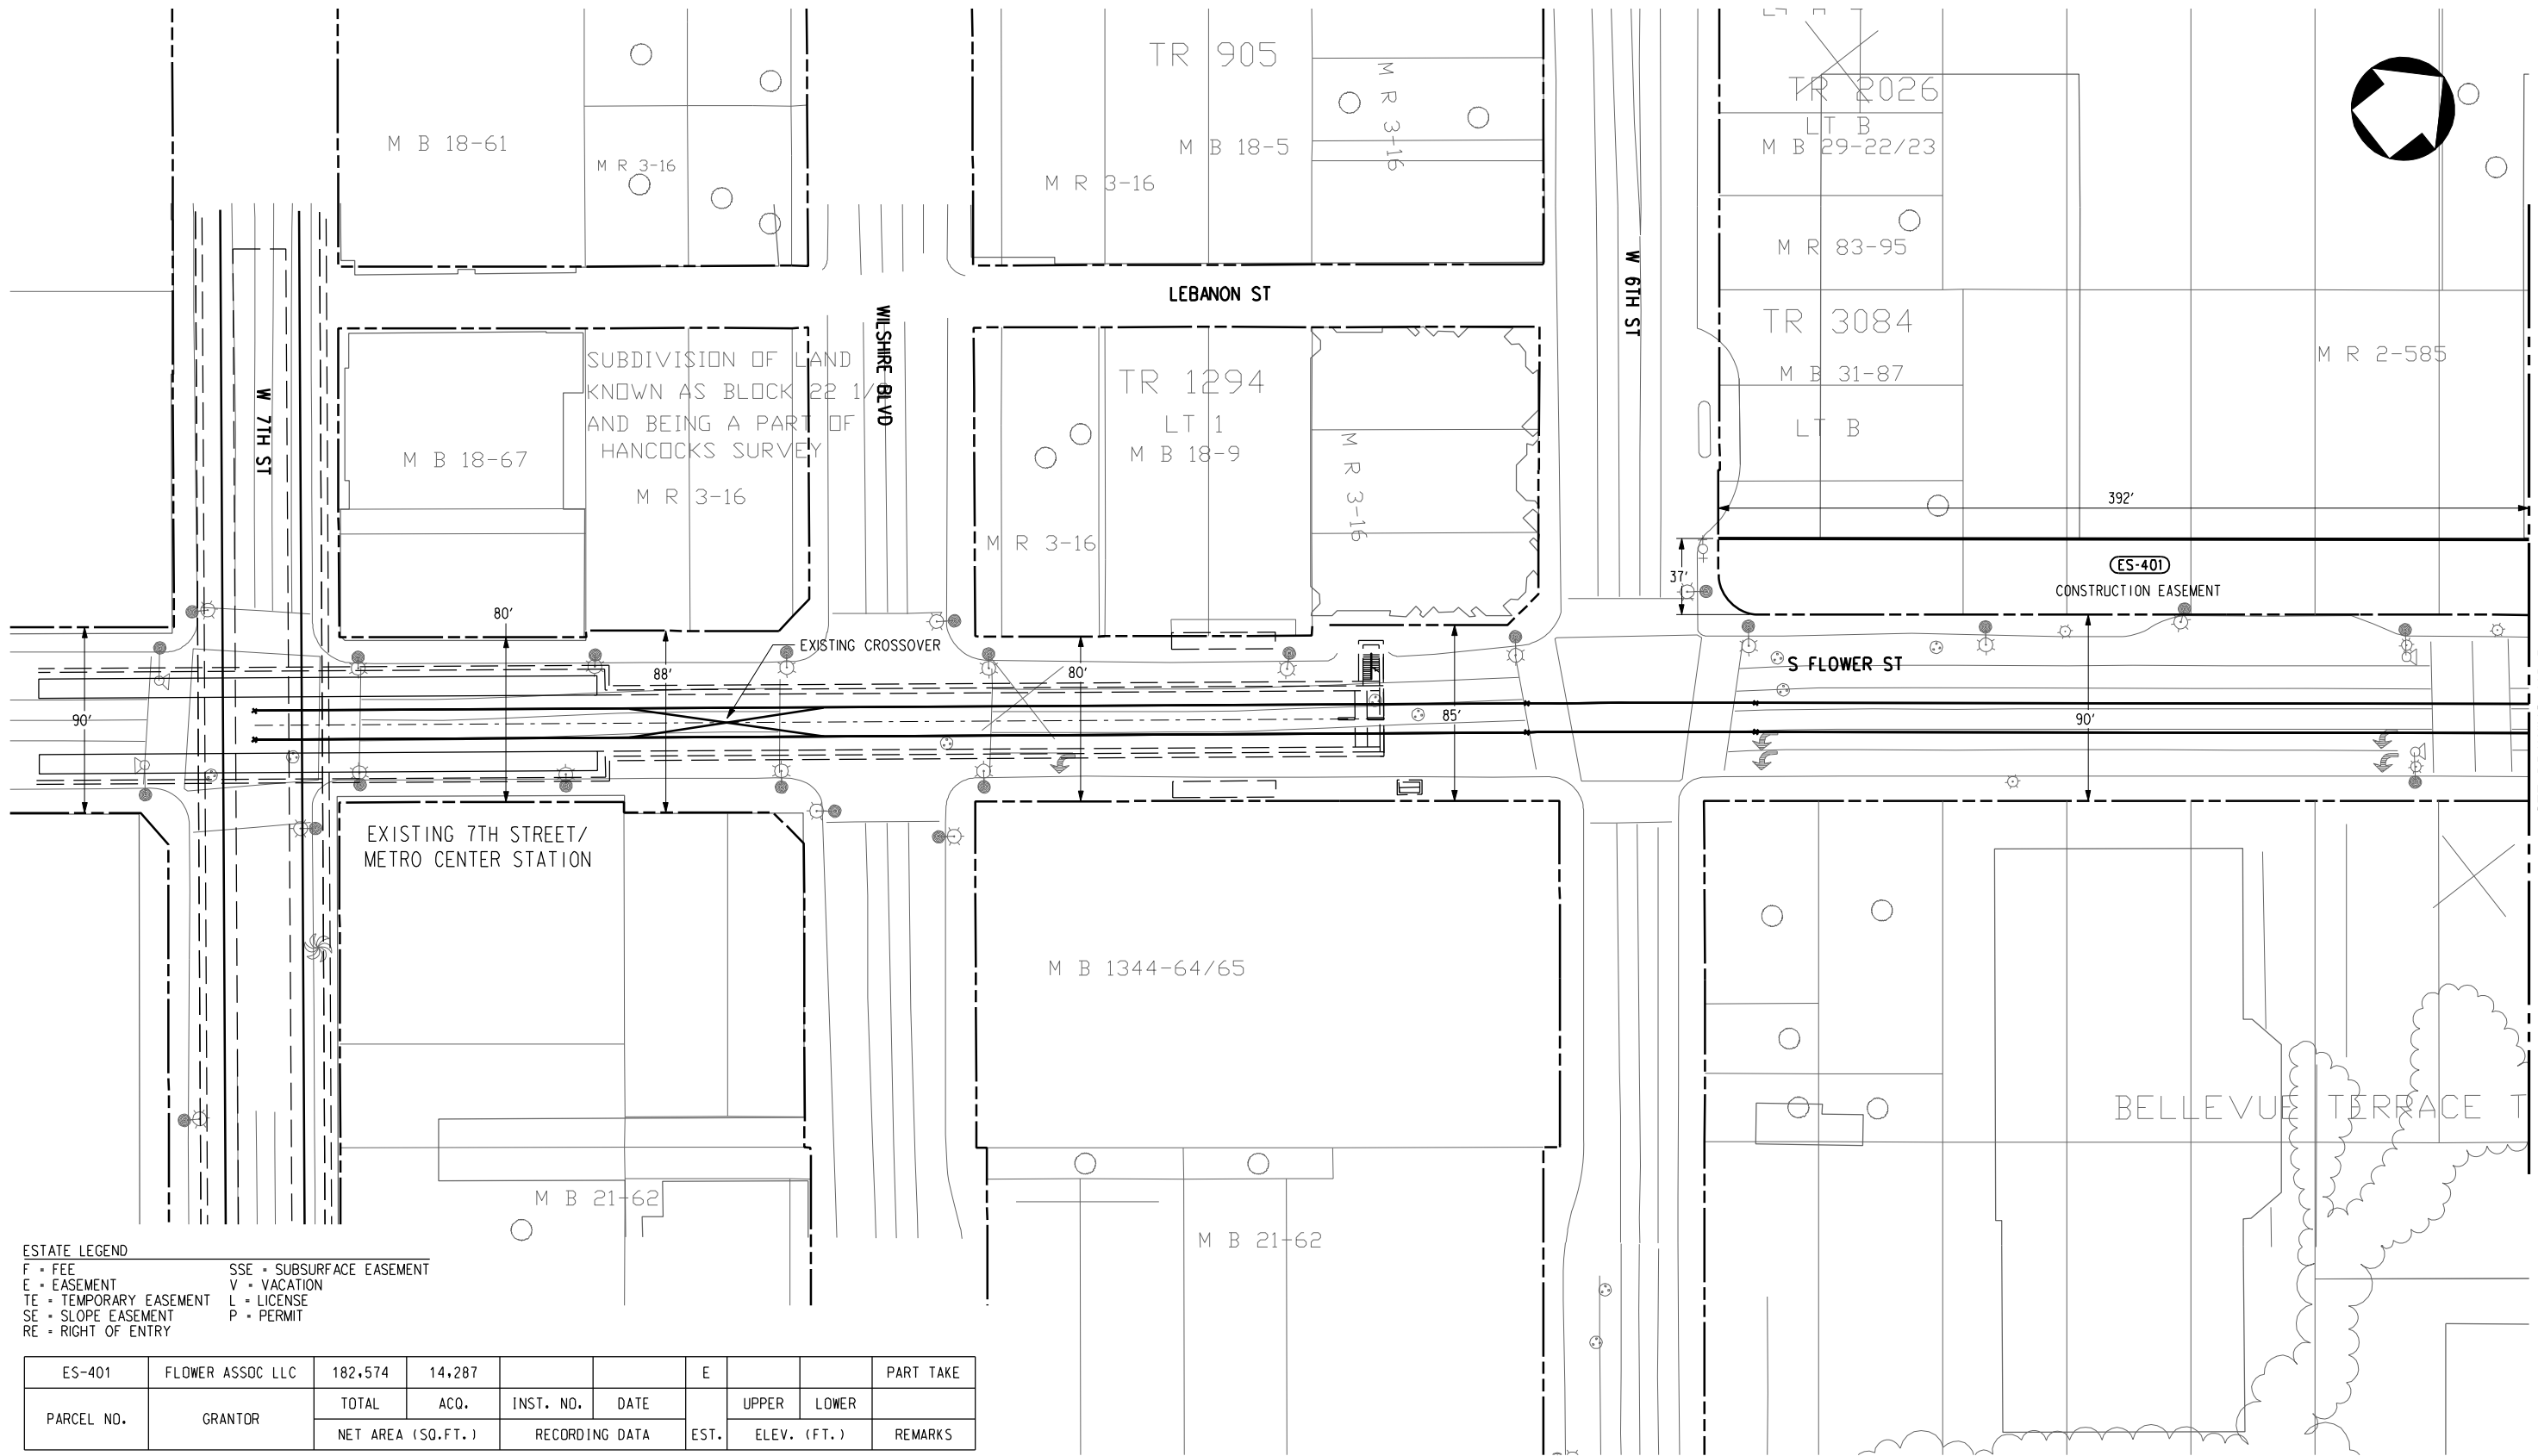 TR 905
M R 3-16
TR 2026
LT B
M B 18-61
M B 18-5
M B 29-22/23
M R 3-16
M R 3-16
M R 83-95
W 6TH ST
LEBANON ST
WILSHIRE BLVD
TR 3084
M R 2-585
SUBDIVISION OF LAND
KNOWN AS BLOCK 22 1/
AND BEING A PART OF
HANCOCKS SURVEY
TR 1294
LT 1
M B 18-9
M B 31-87
LT B
W 7TH ST
M B 18-67
M R 3-16
M R 3-16
392'
M R 3-16
ES-401
37'
CONSTRUCTION EASEMENT
80'
EXISTING CROSSOVER
88'
80'
S FLOWER ST
90'
85'
90'
EXISTING 7TH STREET/
METRO CENTER STATION
M B 1344-64/65
BELLEVUE TERRACE T
M B 21-62
M B 21-62
ESTATE LEGEND
F = FEE
SSE = SUBSURFACE EASEMENT
E = EASEMENT
V = VACATION
TE = TEMPORARY EASEMENT
L = LICENSE
SE = SLOPE EASEMENT
P = PERMIT
RE = RIGHT OF ENTRY
ES-401 FLOWER ASSOC LLC 182,574 14,287 E PART TAKE
PARCEL NO. GRANTOR TOTAL ACQ. INST. NO. DATE EST. UPPER LOWER
NET AREA (SQ.FT.) RECORDING DATA ELEV. (FT.) REMARKS